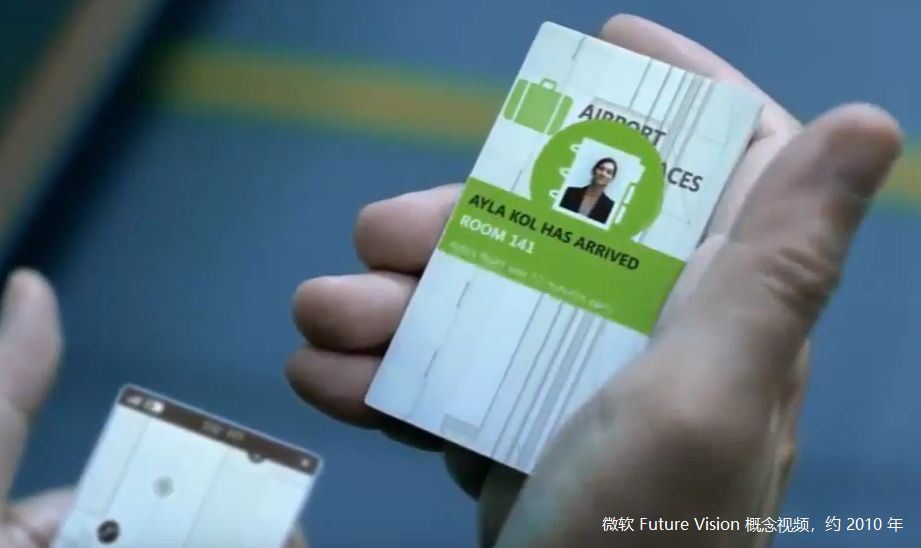 AIRPORT
AYLA KOL HAS ARRIVED
ROOM 141
微软 Future Vision 概念视频，约 2010 年